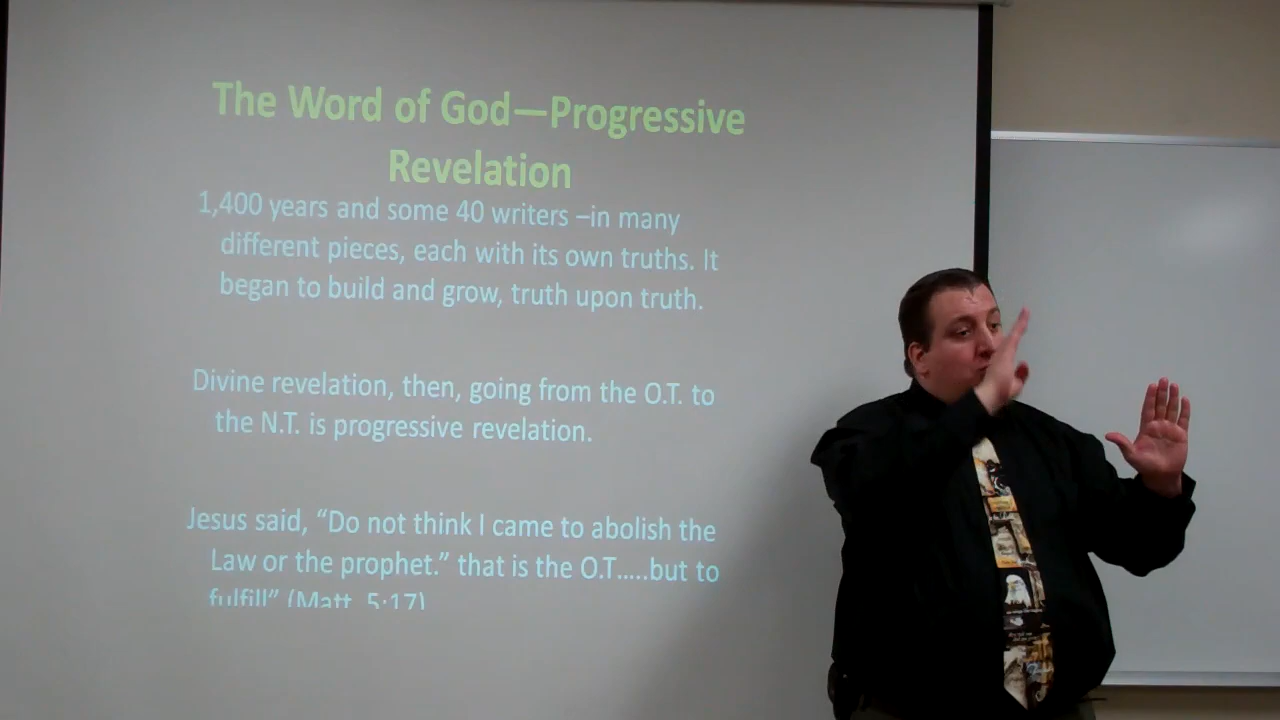 The Word of God—Progressive
Revelation
1,400 years and some 40 writers –in many
different pieces, each with its own truths. It
began to build and grow, truth upon truth.
Divine revelation, then, going from the O.T. to
the N.T. is progressive revelation.
Jesus said, “Do not think I came to abolish the
Law or the prophet.” that is the O.T.....but to
fulfill” (Matt. 5:17)